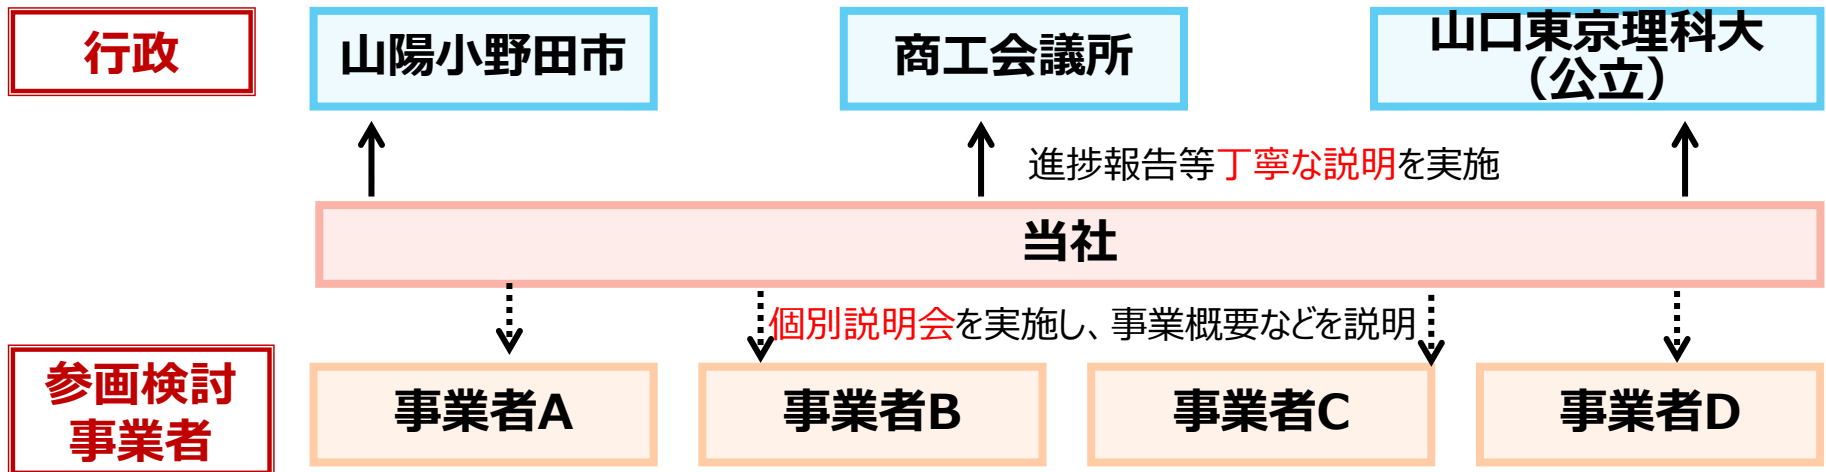 行政
山陽小野田市
商工会議所
山口東京理科大
（公立）
進捗報告等丁寧な説明を実施
当社
個別説明会を実施し、事業概要などを説明
参画検討
事業者
事業者A
事業者B
事業者C
事業者D